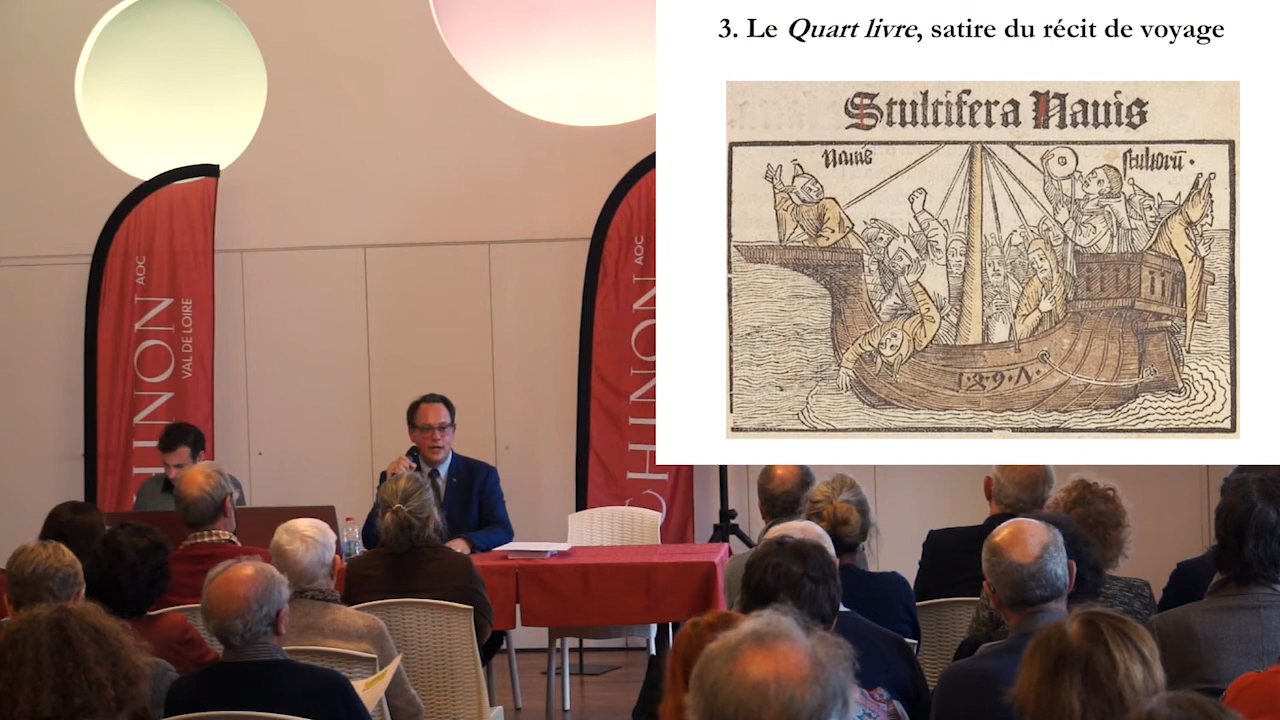 3. Le Quart livre, satire du récit de voyage
Stultifera Nauis
Nauis
stultorū.
CHINON AOC
VAL DE LOIRE
CHINON AOC